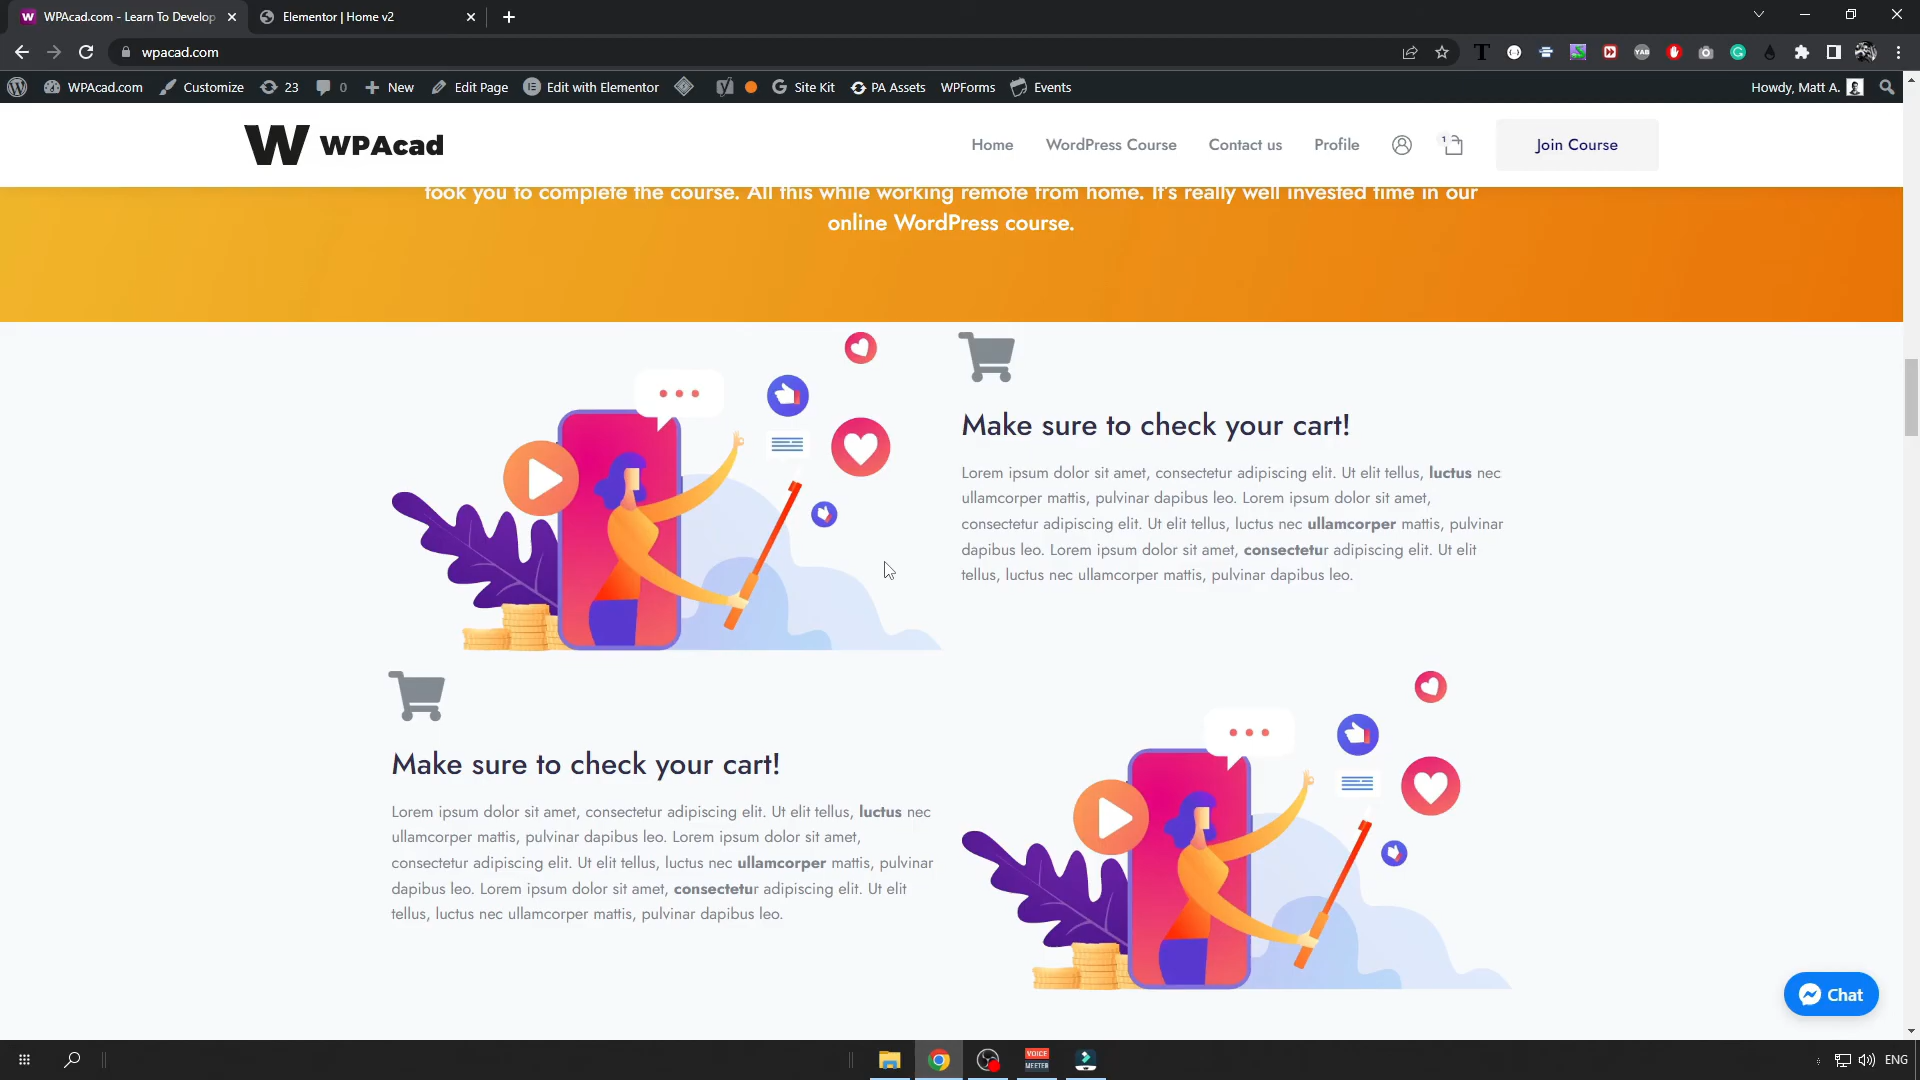 WPAcad.com - Learn To Develop
Elementor | Home v2
wpacad.com
WPAcad.com
Customize
23
0
New
Edit Page
Edit with Elementor
Site Kit
PA Assets
WPForms
Events
Howdy, Matt A.
W WPAcad
Home
WordPress Course
Contact us
Profile
1
Join Course
took you to complete the course. All this while working remote from home. It's really well invested time in our
online WordPress course.
Make sure to check your cart!
Lorem ipsum dolor sit amet, consectetur adipiscing elit. Ut elit tellus, luctus nec
ullamcorper mattis, pulvinar dapibus leo. Lorem ipsum dolor sit amet,
consectetur adipiscing elit. Ut elit tellus, luctus nec ullamcorper mattis, pulvinar
dapibus leo. Lorem ipsum dolor sit amet, consectetur adipiscing elit. Ut elit
tellus, luctus nec ullamcorper mattis, pulvinar dapibus leo.
Make sure to check your cart!
Lorem ipsum dolor sit amet, consectetur adipiscing elit. Ut elit tellus, luctus nec
ullamcorper mattis, pulvinar dapibus leo. Lorem ipsum dolor sit amet,
consectetur adipiscing elit. Ut elit tellus, luctus nec ullamcorper mattis, pulvinar
dapibus leo. Lorem ipsum dolor sit amet, consectetur adipiscing elit. Ut elit
tellus, luctus nec ullamcorper mattis, pulvinar dapibus leo.
Chat
VOICE
MEETER
ENG